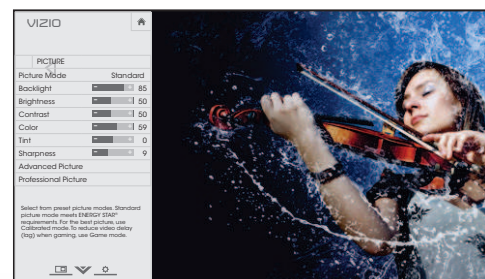 VIZIO
PICTURE
Picture Mode Standard
Backlight 85
Brightness 50
Contrast 50
Color 59
Tint 0
Sharpness 9
Advanced Picture
Professional Picture
Select from preset picture modes. Standard
picture mode meets ENERGY STAR®
requirements. For the best picture, use
Calibrated mode. To reduce video delay
(lag) when gaming, use Game mode.